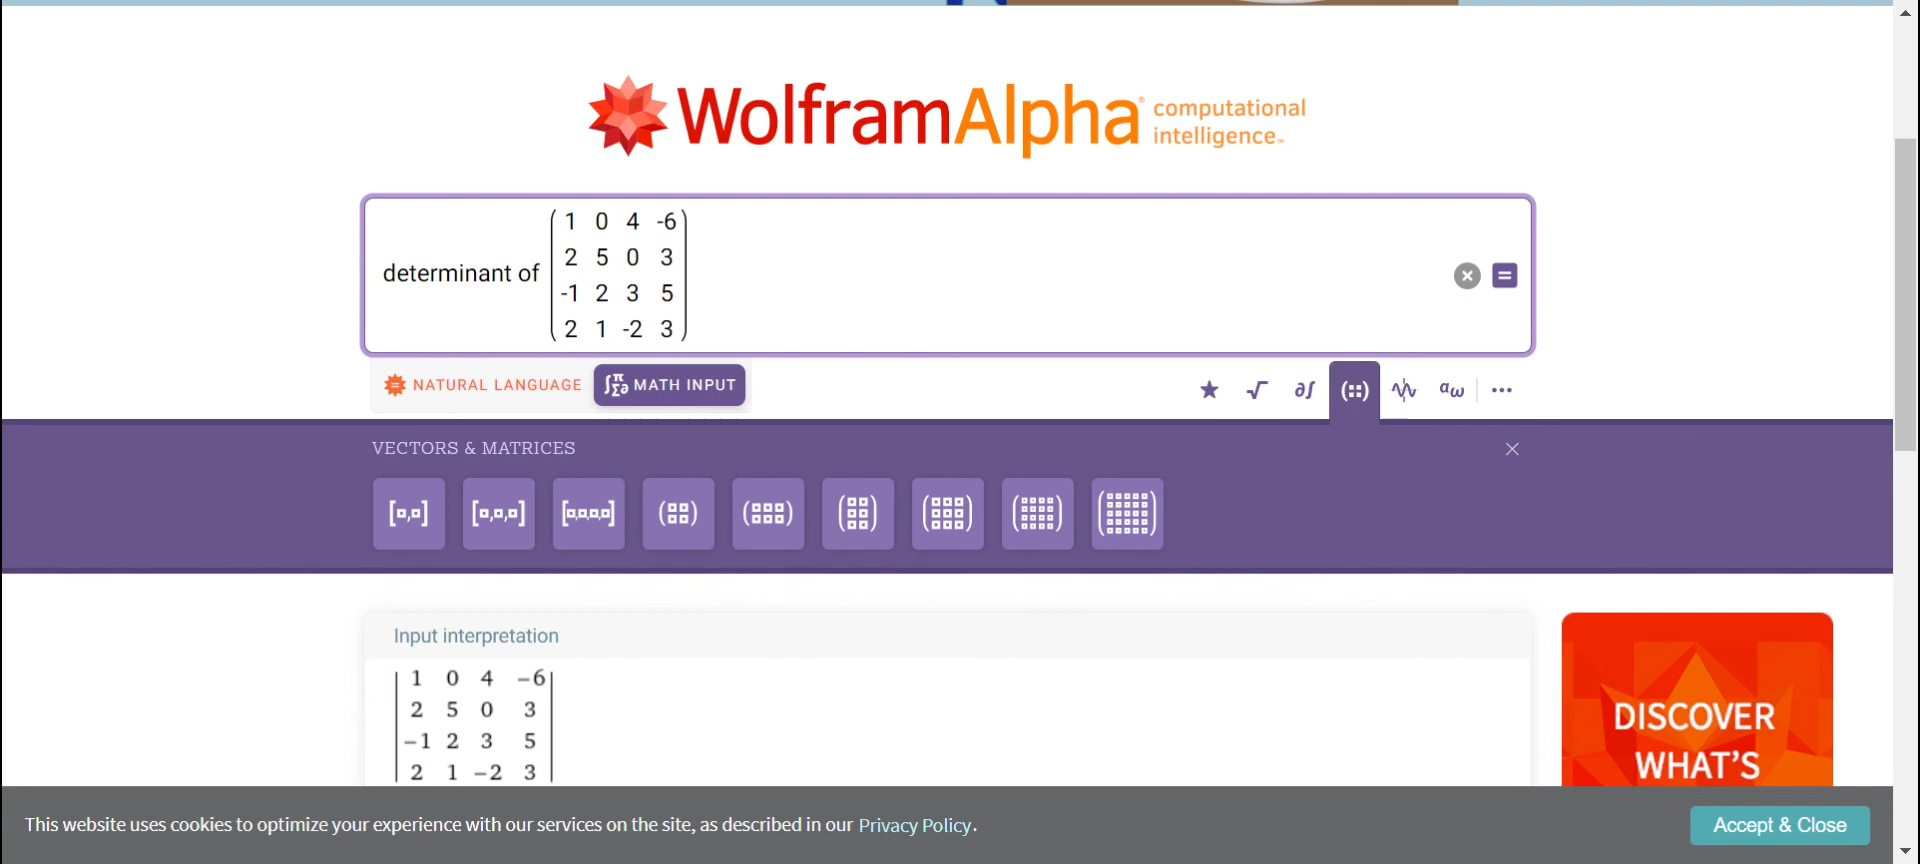 WolframAlpha computational intelligence™
1 0 4 -6
2 5 0 3
determinant of
-1 2 3 5
2 1 -2 3
NATURAL LANGUAGE MATH INPUT
VECTORS & MATRICES
Input interpretation
1 0 4 −6
2 5 0 3
−1 2 3 5
2 1 −2 3
DISCOVER
WHAT'S
This website uses cookies to optimize your experience with our services on the site, as described in our Privacy Policy. Accept & Close